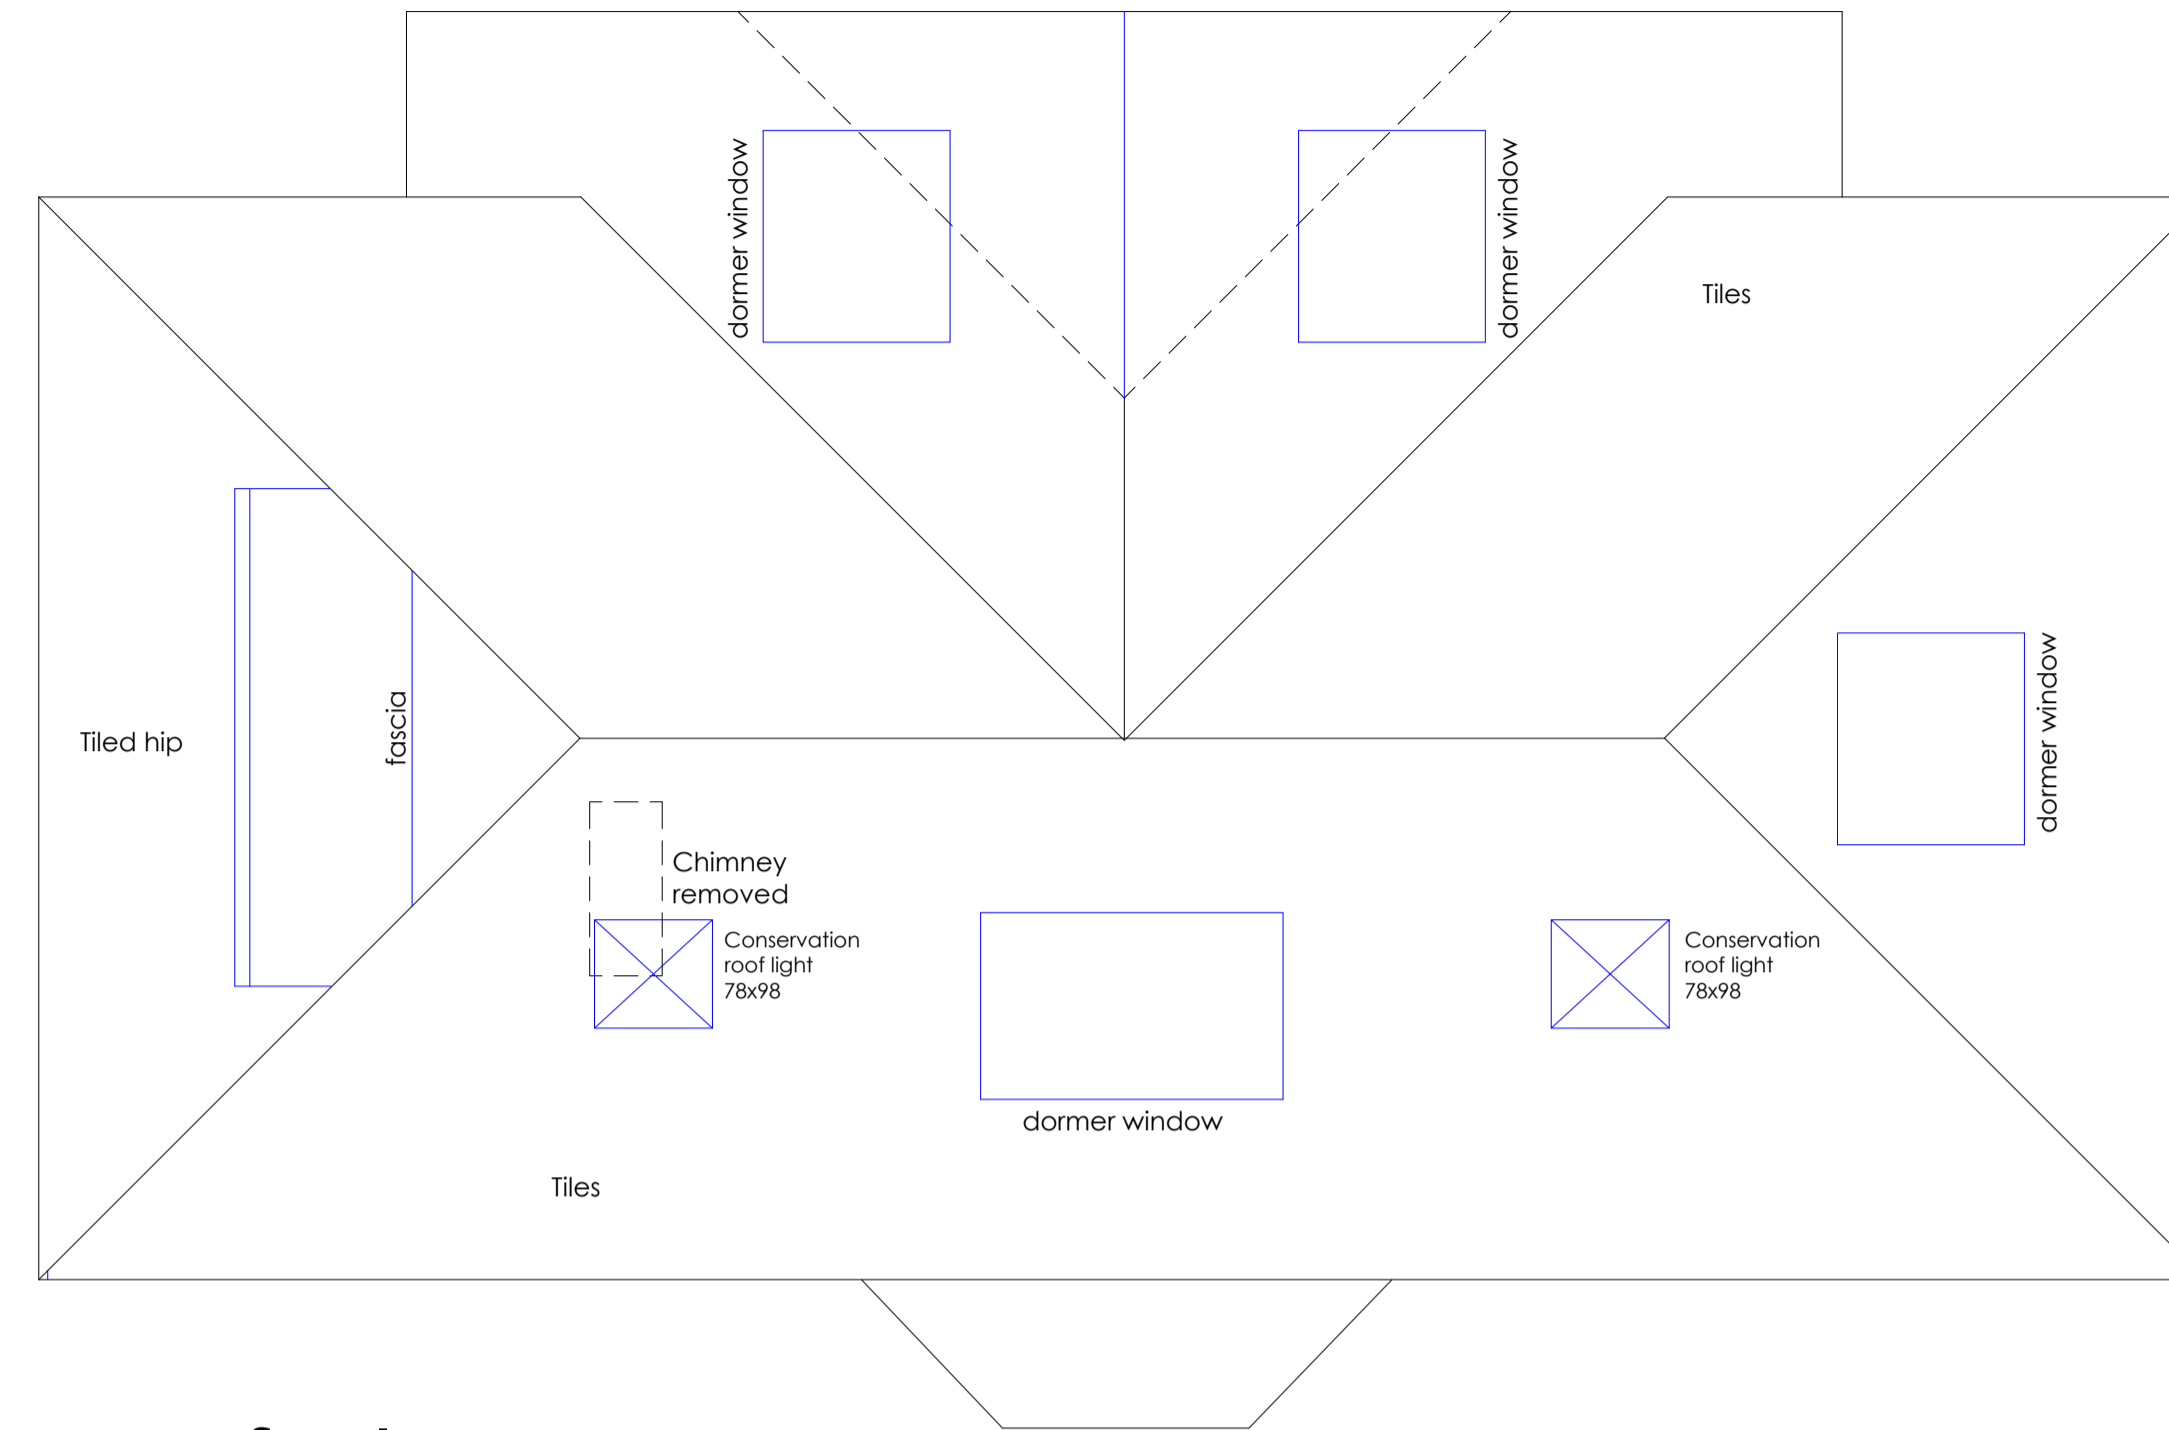 dormer window
dormer window
Tiles
dormer window
fascia
Tiled hip
Chimney
removed
Conservation
roof light
78x98
Conservation
roof light
78x98
dormer window
Tiles